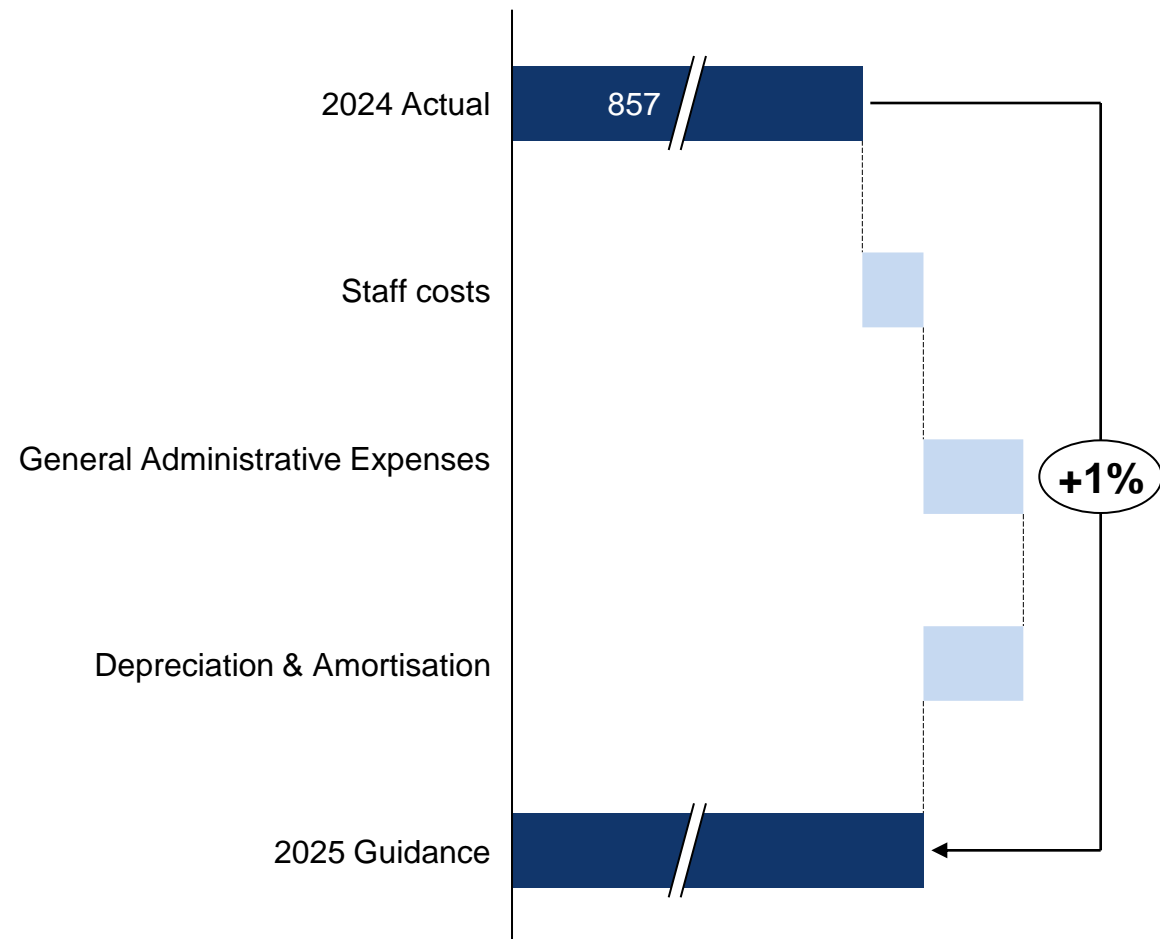 2024 Actual
857
Staff costs
General Administrative Expenses
+1%
Depreciation & Amortisation
2025 Guidance